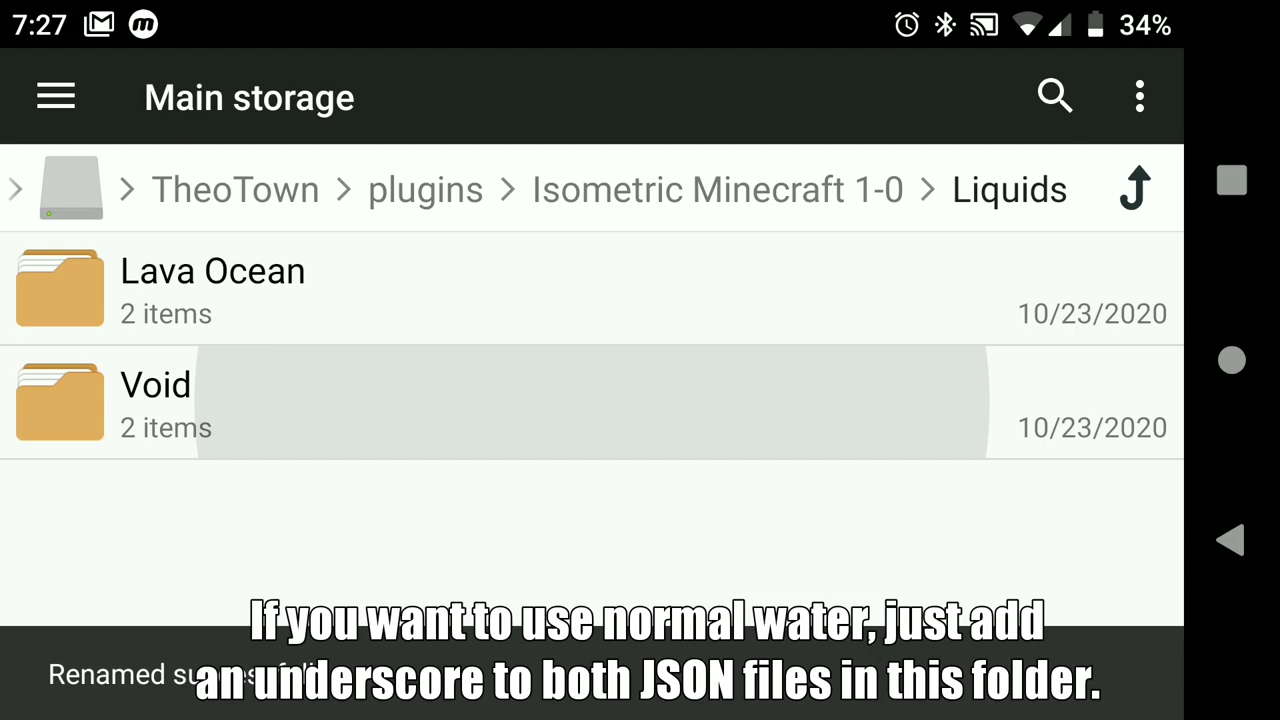 7:27 34%
Main storage
TheoTown > plugins > Isometric Minecraft 1-0 > Liquids
Lava Ocean
2 items 10/23/2020
Void
2 items 10/23/2020
If you want to use normal water, just add
Renamed
an underscore to both JSON files in this folder.